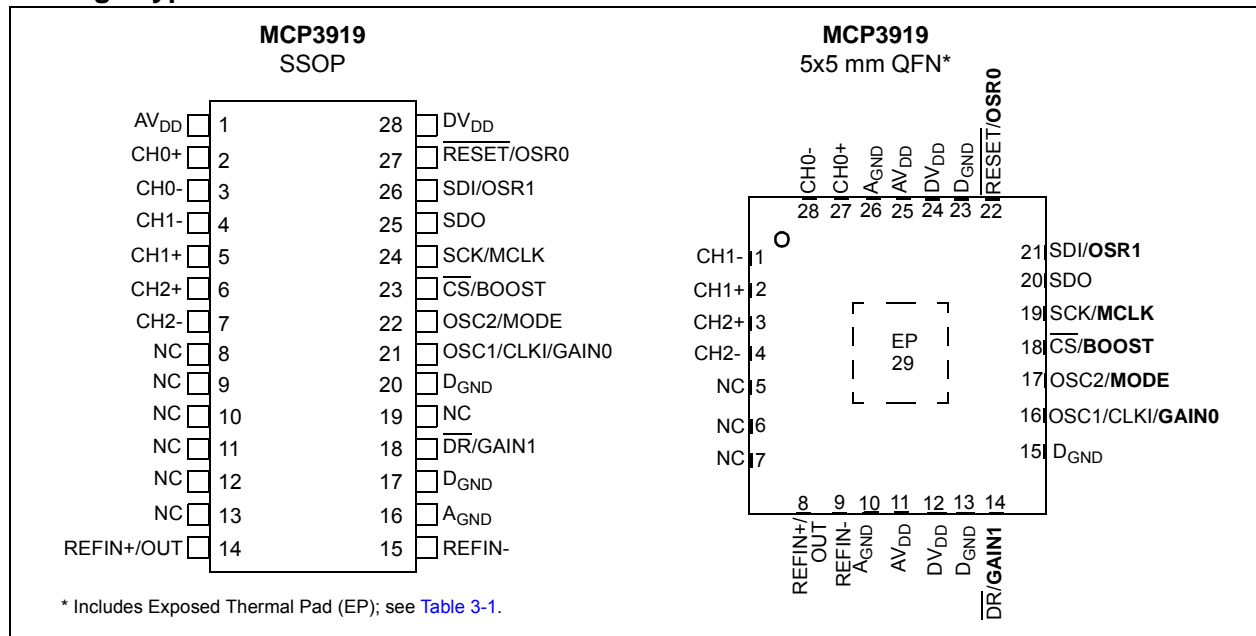 MCP3919
SSOP
AVDD 1 28 DVDD
CH0+ 2 27 RESET/OSR0
CH0- 3 26 SDI/OSR1
CH1- 4 25 SDO
CH1+ 5 24 SCK/MCLK
CH2+ 6 23 CS/BOOST
CH2- 7 22 OSC2/MODE
NC 8 21 OSC1/CLKI/GAIN0
NC 9 20 DGND
NC 10 19 NC
NC 11 18 DR/GAIN1
NC 12 17 DGND
NC 13 16 AGND
REFIN+/OUT 14 15 REFIN-
* Includes Exposed Thermal Pad (EP); see Table 3-1.
MCP3919
5x5 mm QFN*
CH0- CH0+ AGND AVDD DVDD DGND RESET/OSR0
28 27 26 25 24 23 22
CH1- 1 21 SDI/OSR1
CH1+ 2 20 SDO
CH2+ 3 19 SCK/MCLK
CH2- 4 18 CS/BOOST
EP
29
NC 5 17 OSC2/MODE
NC 6 16 OSC1/CLKI/GAIN0
NC 7 15 DGND
8 9 10 11 12 13 14
REFIN+/OUT REFIN- AGND AVDD DVDD DGND DR/GAIN1